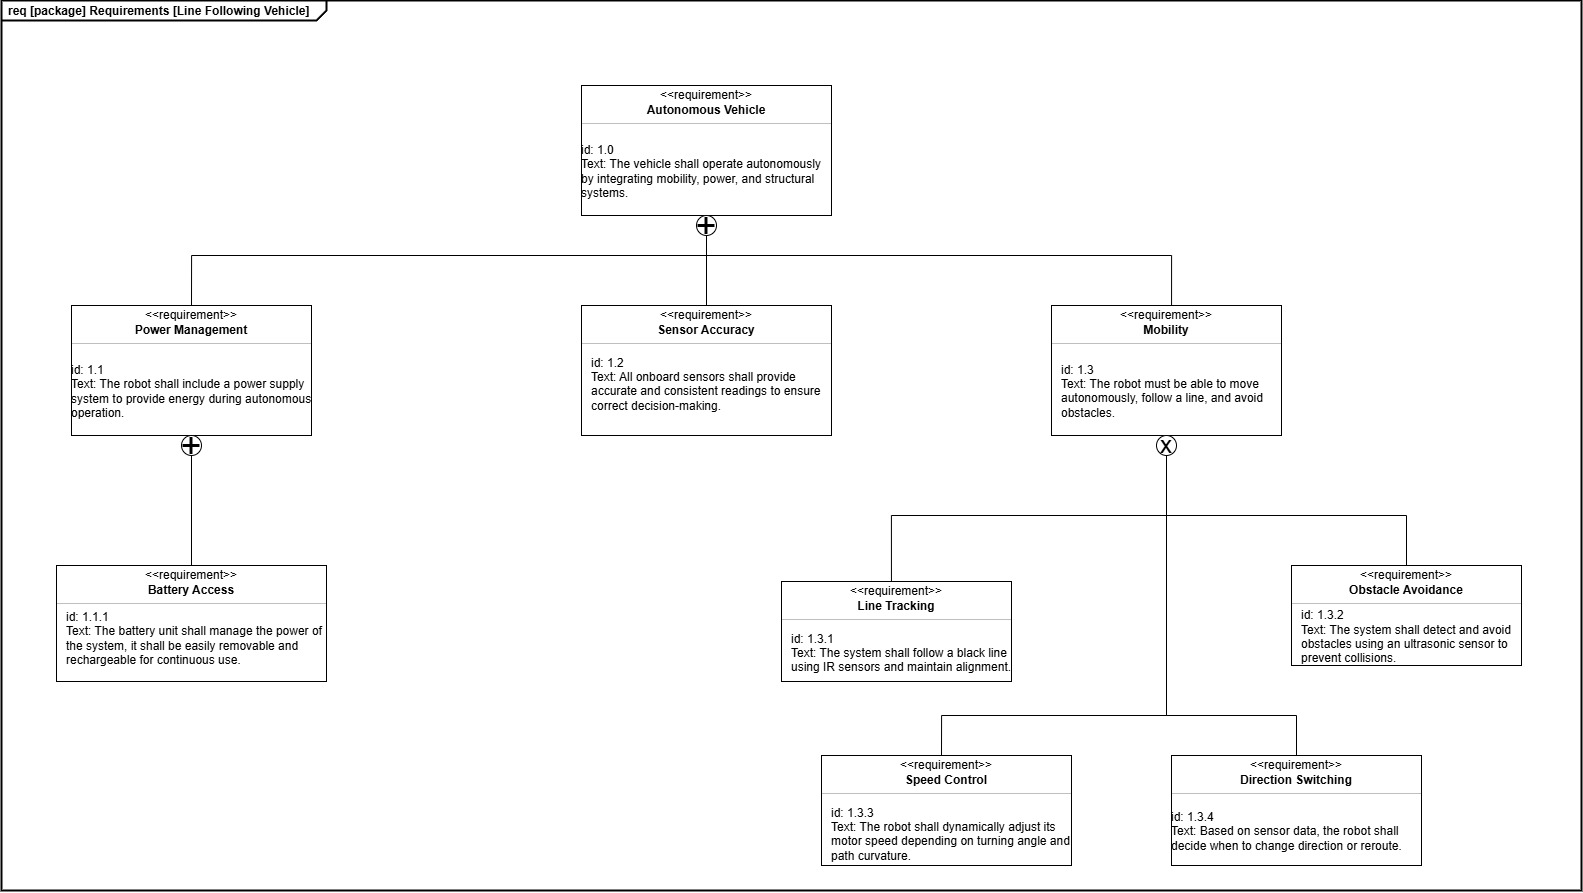 req [package] Requirements [Line Following Vehicle]
<<requirement>>
Autonomous Vehicle
id: 1.0
Text: The vehicle shall operate autonomously
by integrating mobility, power, and structural
systems.
<<requirement>>
Power Management
id: 1.1
Text: The robot shall include a power supply
system to provide energy during autonomous
operation.
<<requirement>>
Sensor Accuracy
id: 1.2
Text: All onboard sensors shall provide
accurate and consistent readings to ensure
correct decision-making.
<<requirement>>
Mobility
id: 1.3
Text: The robot must be able to move
autonomously, follow a line, and avoid
obstacles.
X
<<requirement>>
Battery Access
id: 1.1.1
Text: The battery unit shall manage the power of
the system, it shall be easily removable and
rechargeable for continuous use.
<<requirement>>
Line Tracking
id: 1.3.1
Text: The system shall follow a black line
using IR sensors and maintain alignment.
<<requirement>>
Obstacle Avoidance
id: 1.3.2
Text: The system shall detect and avoid
obstacles using an ultrasonic sensor to
prevent collisions.
<<requirement>>
Speed Control
id: 1.3.3
Text: The robot shall dynamically adjust its
motor speed depending on turning angle and
path curvature.
<<requirement>>
Direction Switching
id: 1.3.4
Text: Based on sensor data, the robot shall
decide when to change direction or reroute.